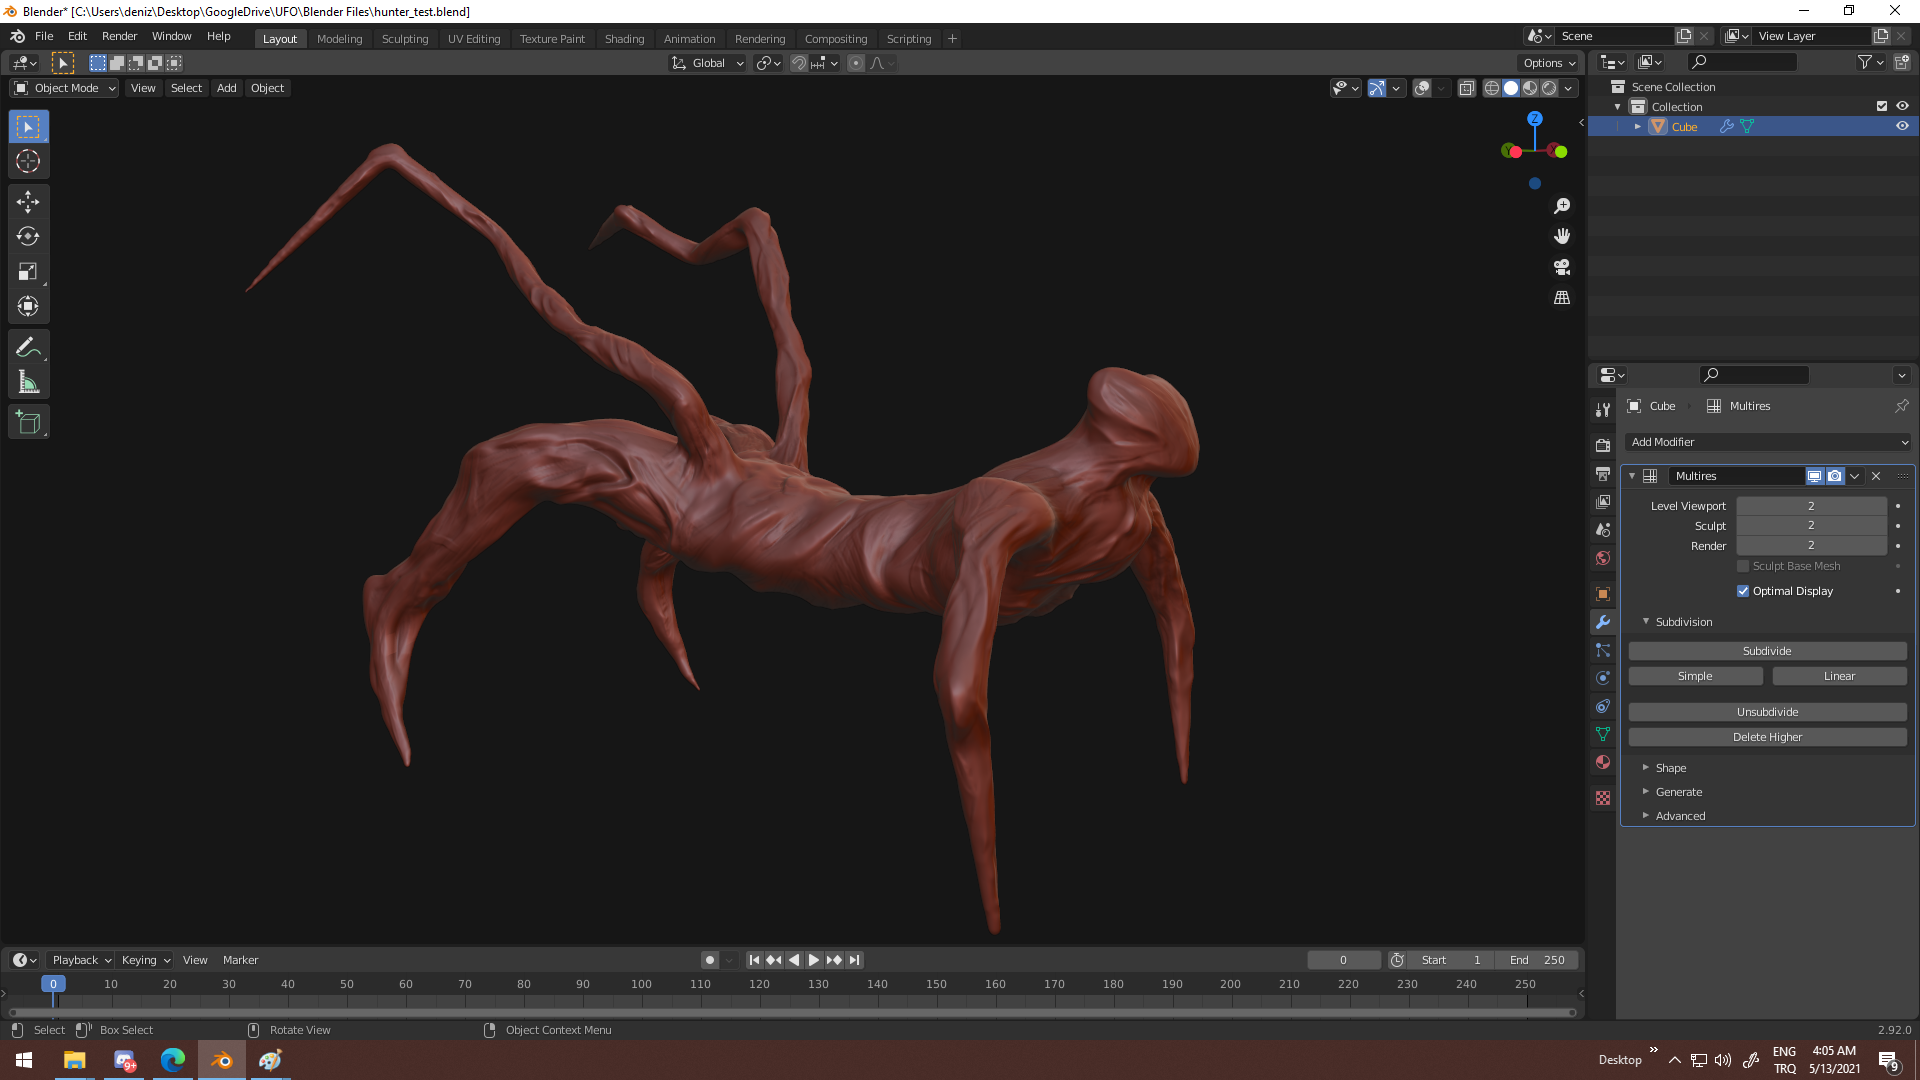 Blender* [C:\Users\deniz\Desktop\GoogleDrive\UFO\Blender Files\hunter_test.blend]
File Edit Render Window Help Layout Modeling Sculpting UV Editing Texture Paint Shading Animation Rendering Compositing Scripting + Scene View Layer
Global Options
Object Mode View Select Add Object
Scene Collection
Collection
Cube
Z
Cube Multires
Add Modifier
Multires
Level Viewport 2
Sculpt 2
Render 2
Sculpt Base Mesh
Optimal Display
Subdivision
Subdivide
Simple Linear
Unsubdivide
Delete Higher
Shape
Generate
Advanced
Playback Keying View Marker 0 Start 1 End 250
0 10 20 30 40 50 60 70 80 90 100 110 120 130 140 150 160 170 180 190 200 210 220 230 240 250
Select Box Select Rotate View Object Context Menu 2.92.0
9+
Desktop
ENG
TRQ
4:05 AM
5/13/2021
9